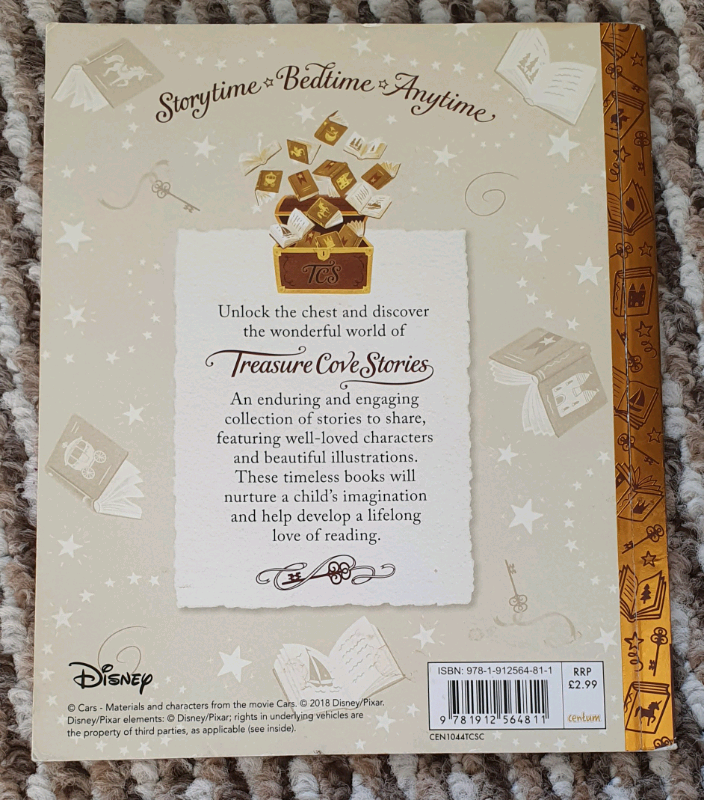 Storytime ☆ Bedtime ☆ Anytime
TCS
Unlock the chest and discover
the wonderful world of
Treasure Cove Stories
An enduring and engaging
collection of stories to share,
featuring well-loved characters
and beautiful illustrations.
These timeless books will
nurture a child's imagination
and help develop a lifelong
love of reading.
Disney
© Cars - Materials and characters from the movie Cars. © 2018 Disney/Pixar.
Disney/Pixar elements: © Disney/Pixar; rights in underlying vehicles are
the property of third parties, as applicable (see inside).
ISBN: 978-1-912564-81-1
9 781912 564811
CEN1044TCSC
RRP
£2.99
centum